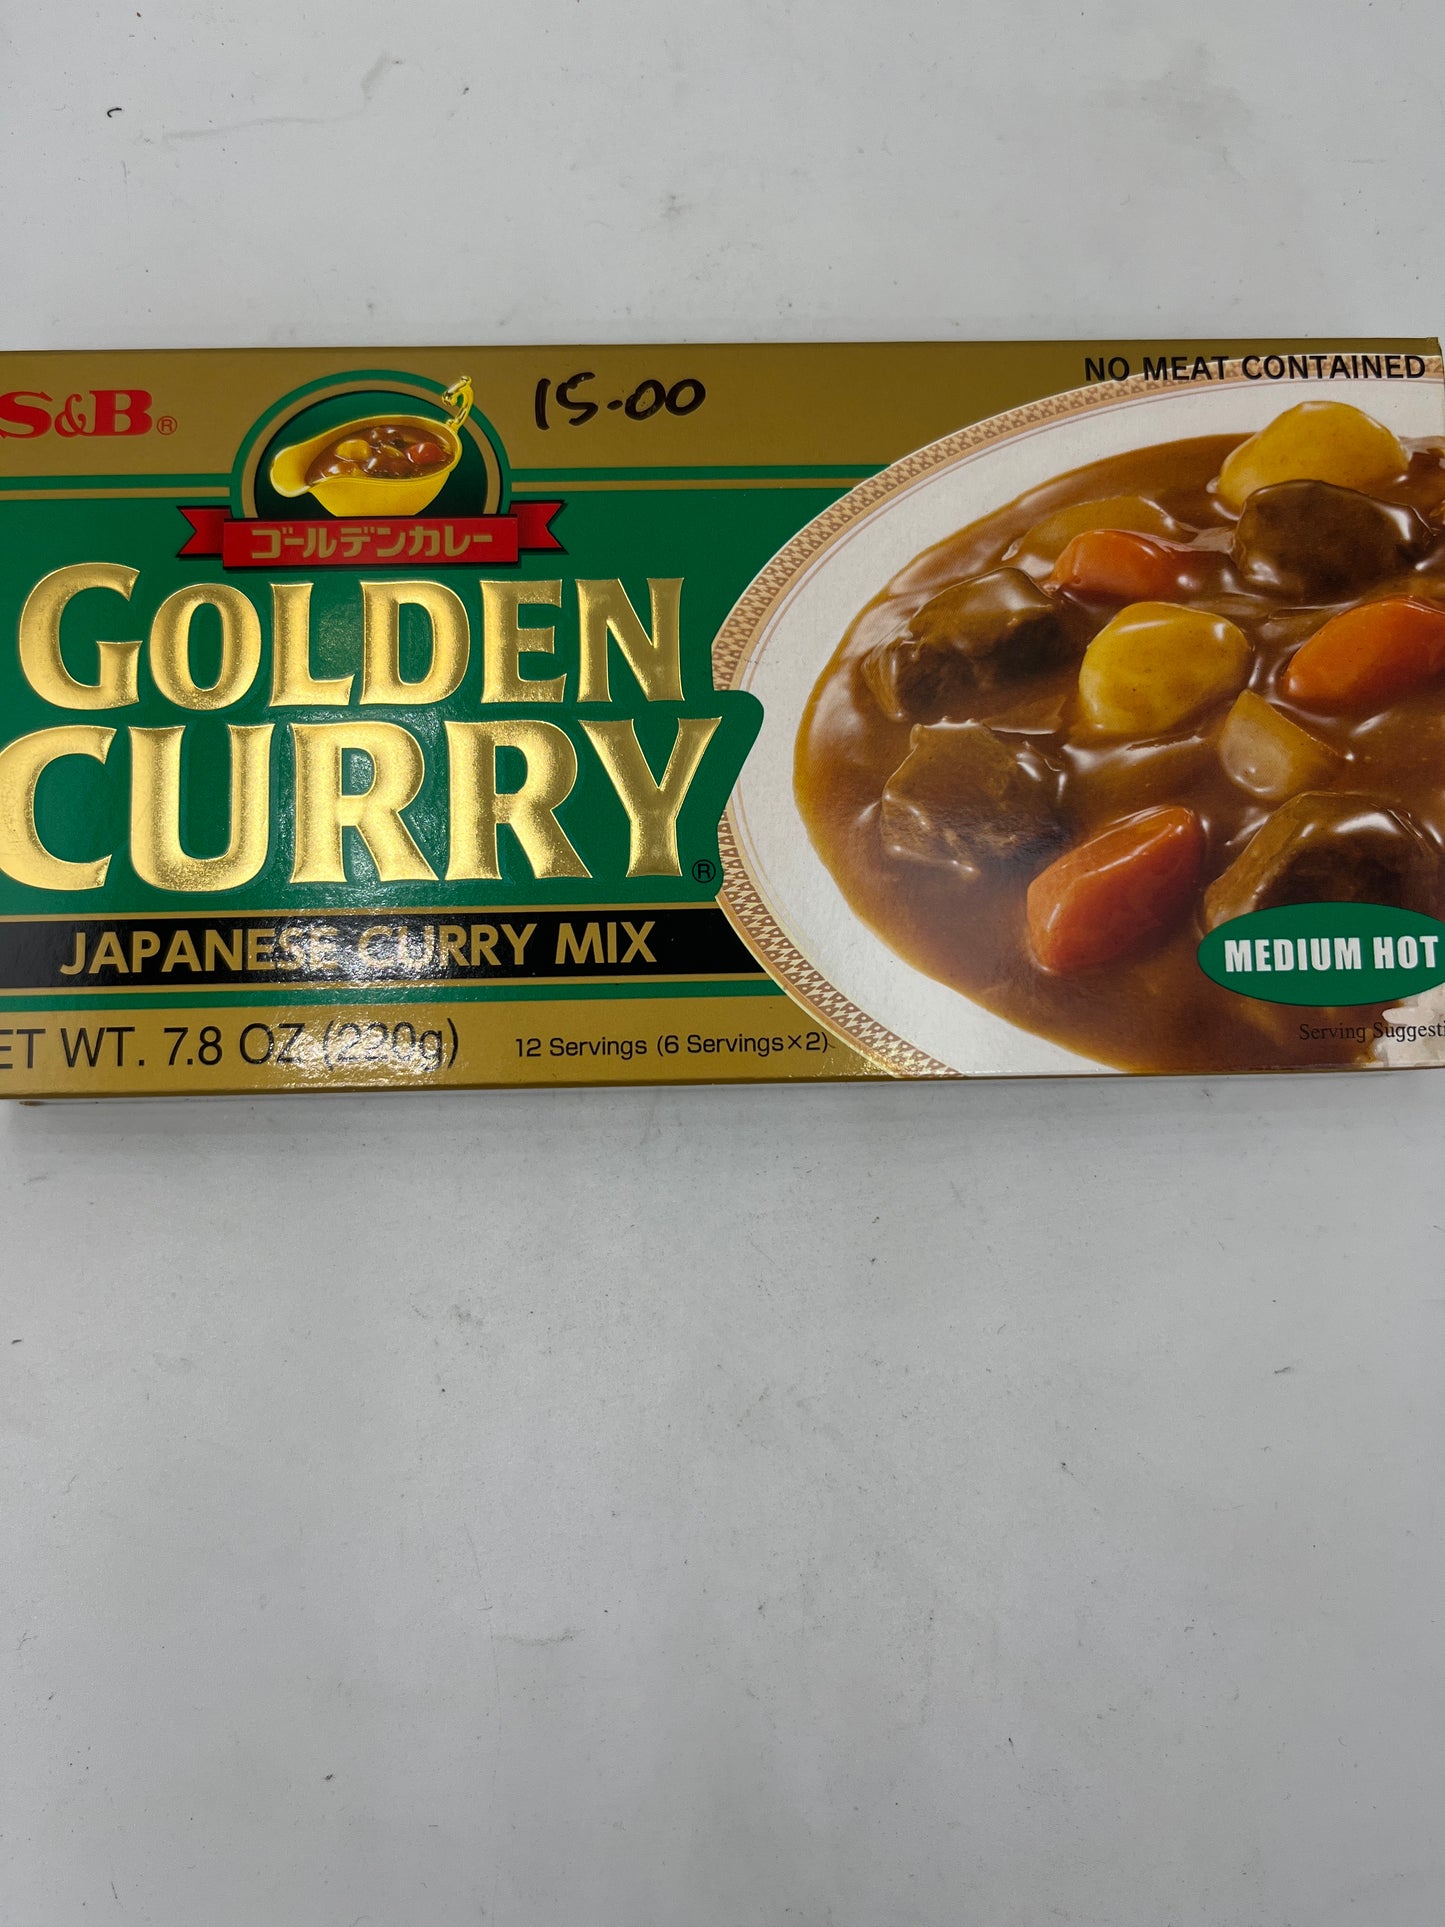 NO MEAT CONTAINED
S&B®
15.00
ゴールデンカレー
GOLDEN
CURRY®
JAPANESE CURRY MIX
MEDIUM HOT
ET WT. 7.8 OZ (220g)
12 Servings (6 Servings×2)
Serving Suggesti